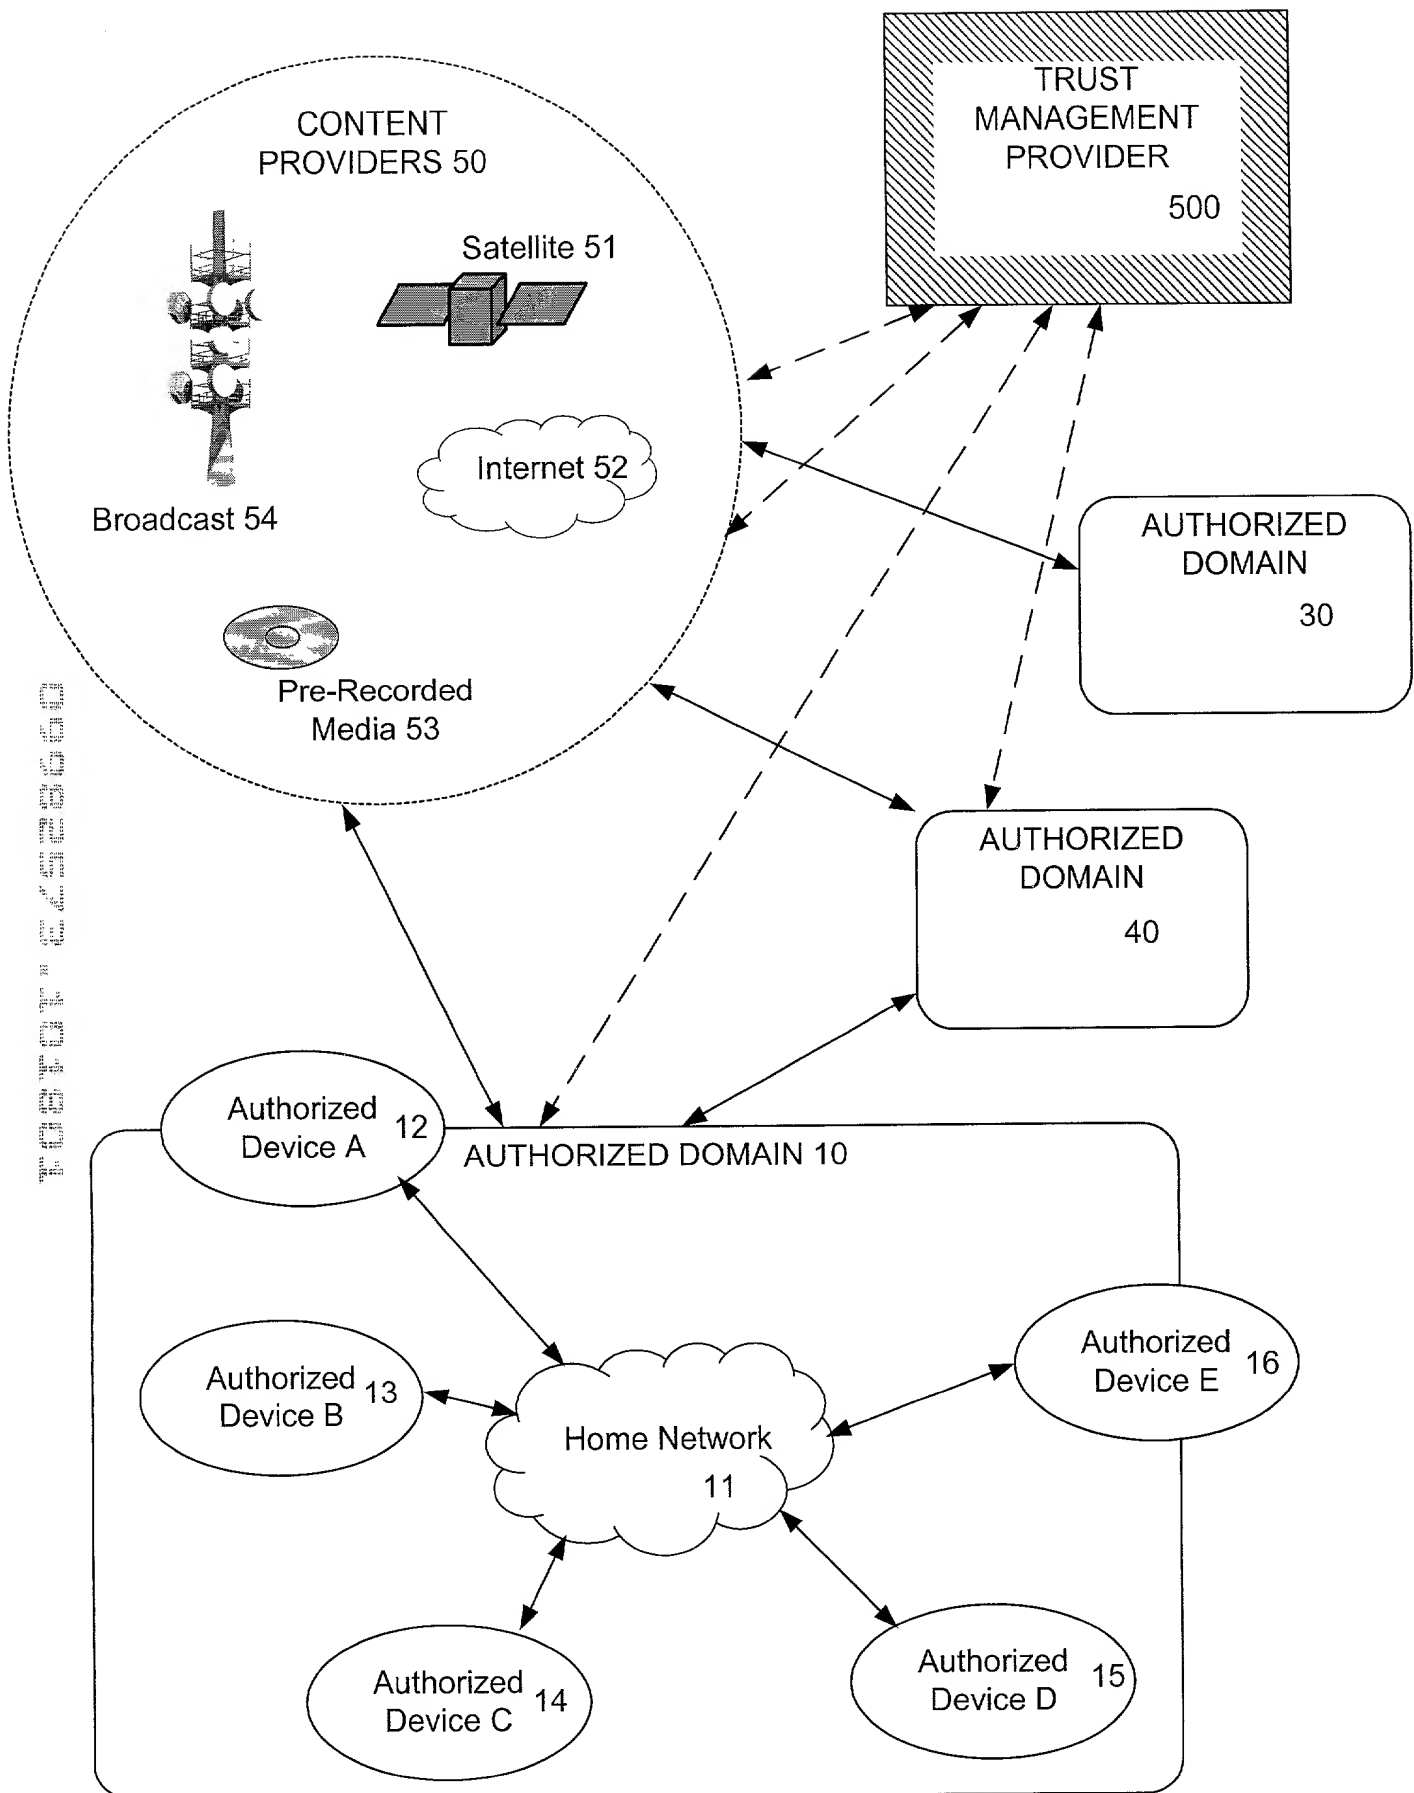 TRUST
MANAGEMENT
PROVIDER
500
CONTENT
PROVIDERS 50
Satellite 51
Internet 52
Broadcast 54
Pre-Recorded
Media 53
AUTHORIZED
DOMAIN
30
AUTHORIZED
DOMAIN
40
Authorized
Device A
12
AUTHORIZED DOMAIN 10
Authorized
Device B
13
Home Network
11
Authorized
Device E
16
Authorized
Device C
14
Authorized
Device D
15